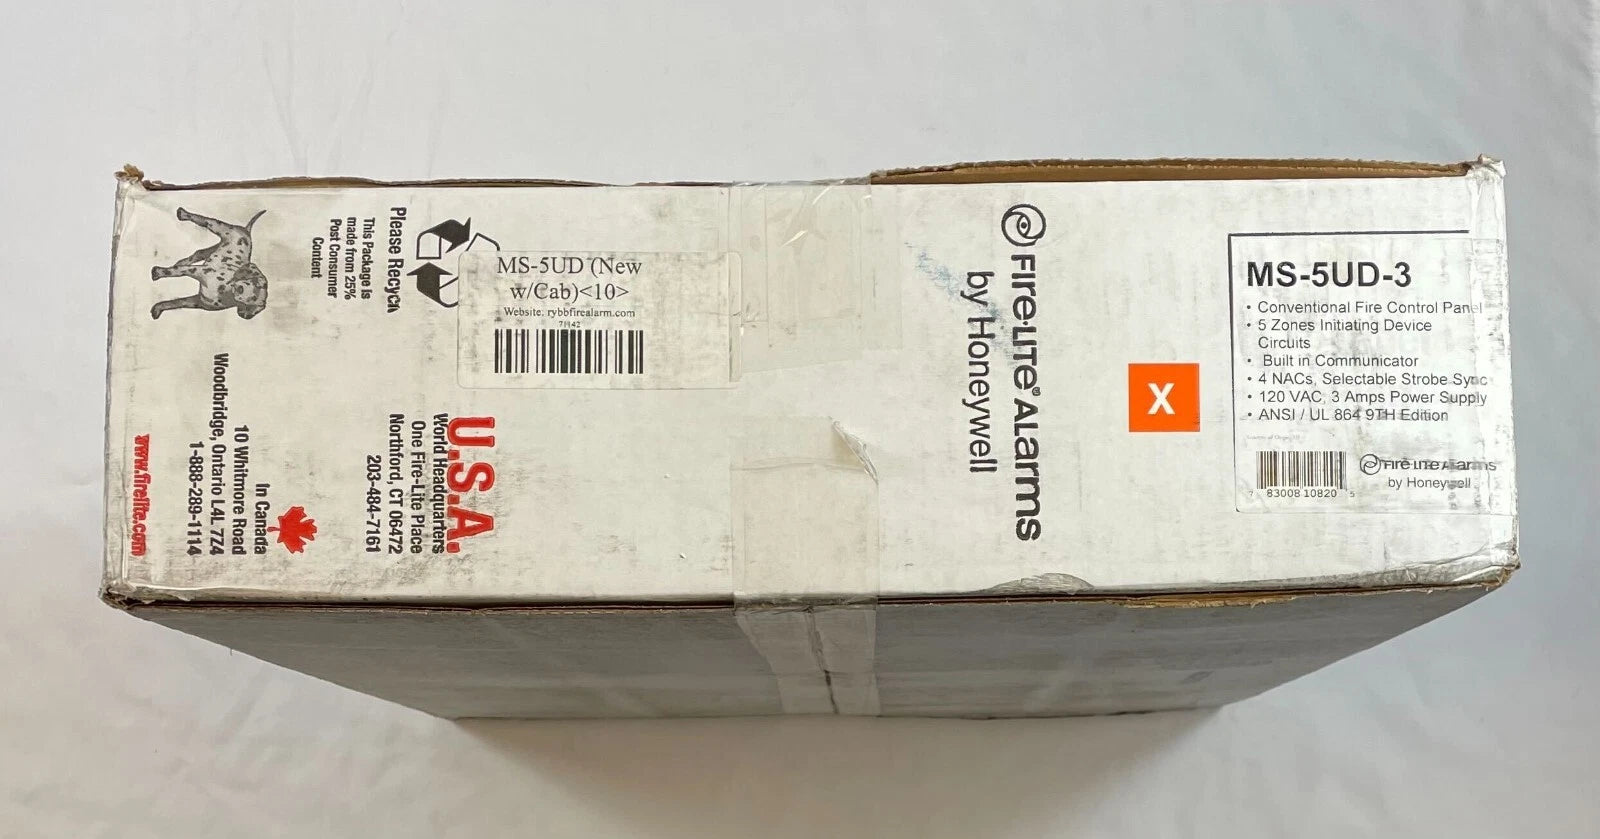 Please Recycle
This Package is
made from 25%
Post Consumer
Content
MS-5UD (New
w/Cab)<10>
Website: rybbfirealarm.com
71142
U.S.A.
World Headquarters
One Fire-Lite Place
Northford, CT 06472
203-484-7161
In Canada
10 Whitmore Road
Woodbridge, Ontario L4L 7Z4
1-888-289-1114
www.firelite.com
FIRE•LITE® ALARMS
by Honeywell
X
MS-5UD-3
• Conventional Fire Control Panel
• 5 Zones Initiating Device
Circuits
• Built in Communicator
• 4 NACs, Selectable Strobe Sync
• 120 VAC, 3 Amps Power Supply
• ANSI / UL 864 9TH Edition
7 83008 10820 5
FIRE•LITE ALARMS
by Honeywell